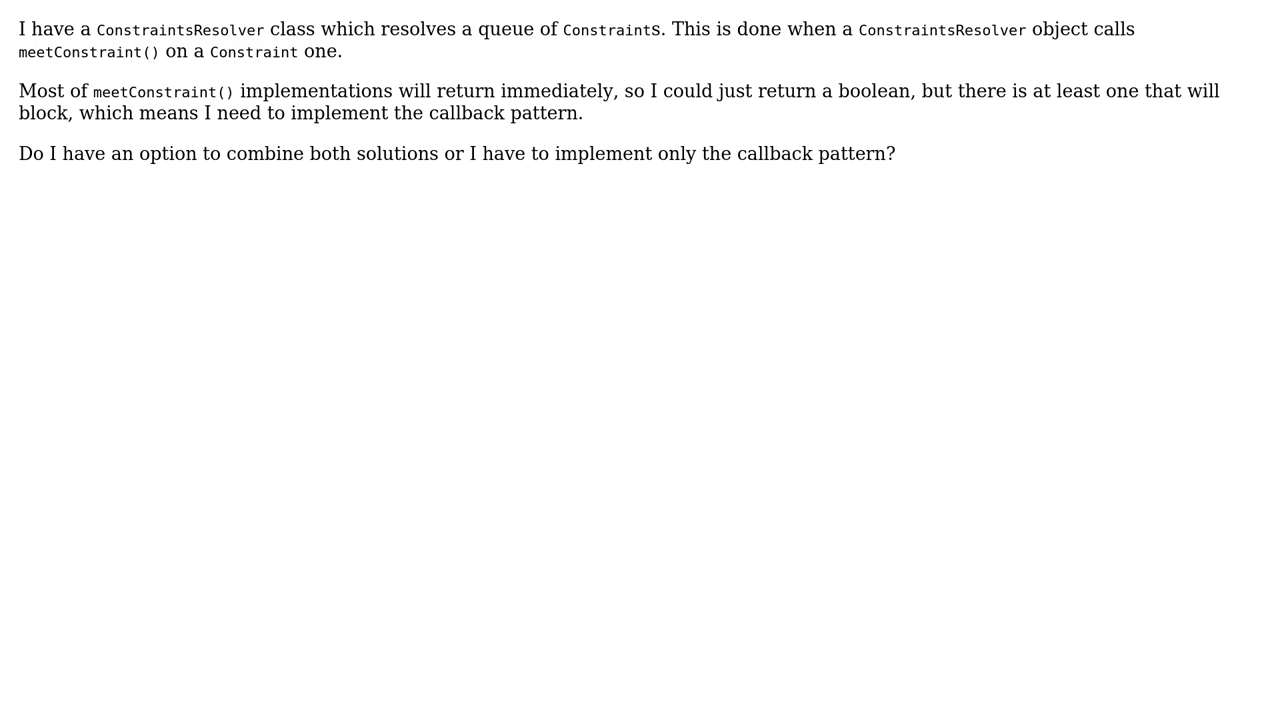 I have a ConstraintsResolver class which resolves a queue of Constraints. This is done when a ConstraintsResolver object calls
meetConstraint() on a Constraint one.
Most of meetConstraint() implementations will return immediately, so I could just return a boolean, but there is at least one that will
block, which means I need to implement the callback pattern.
Do I have an option to combine both solutions or I have to implement only the callback pattern?